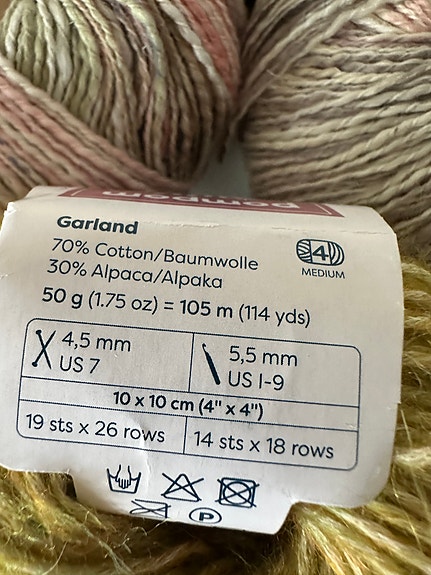 pompom
Garland
70% Cotton/Baumwolle
30% Alpaca/Alpaka
4
MEDIUM
50 g (1.75 oz) = 105 m (114 yds)
4,5 mm
US 7
5,5 mm
US I-9
10 x 10 cm (4" x 4")
19 sts x 26 rows
14 sts x 18 rows
P